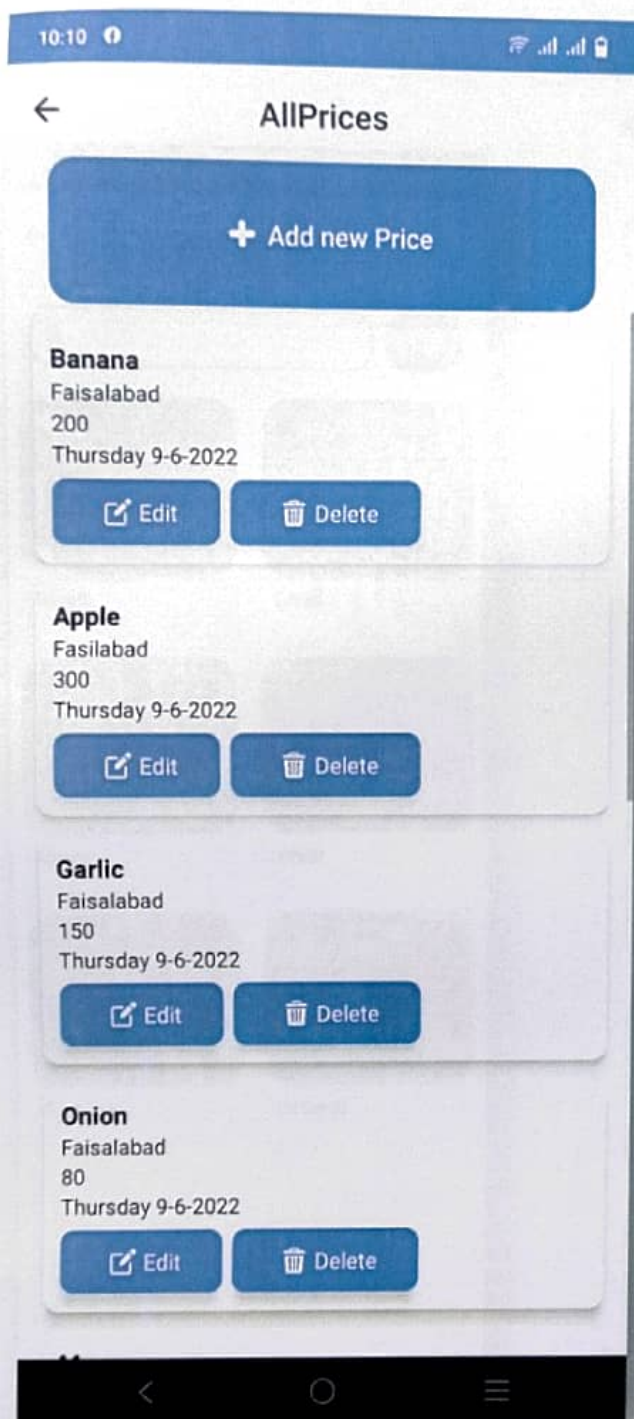 10:10
AllPrices
Add new Price
Banana
Faisalabad
200
Thursday 9-6-2022
Edit Delete
Apple
Fasilabad
300
Thursday 9-6-2022
Edit Delete
Garlic
Faisalabad
150
Thursday 9-6-2022
Edit Delete
Onion
Faisalabad
80
Thursday 9-6-2022
Edit Delete